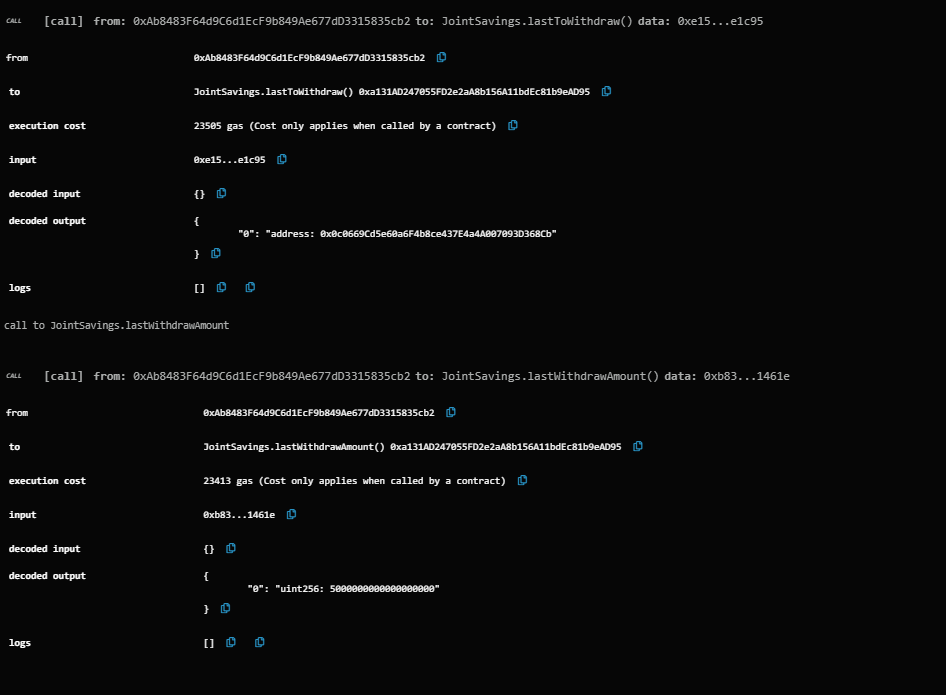 CALL [call] from: 0xAb8483F64d9C6d1EcF9b849Ae677dD3315835cb2 to: JointSavings.lastToWithdraw() data: 0xe15...e1c95
from 0xAb8483F64d9C6d1EcF9b849Ae677dD3315835cb2
to JointSavings.lastToWithdraw() 0xa131AD247055FD2e2aA8b156A11bdEc81b9eAD95
execution cost 23505 gas (Cost only applies when called by a contract)
input 0xe15...e1c95
decoded input {}
decoded output {
"0": "address: 0x0c0669Cd5e60a6F4b8ce437E4a4A007093D368Cb"
}
logs []
call to JointSavings.lastWithdrawAmount
CALL [call] from: 0xAb8483F64d9C6d1EcF9b849Ae677dD3315835cb2 to: JointSavings.lastWithdrawAmount() data: 0xb83...1461e
from 0xAb8483F64d9C6d1EcF9b849Ae677dD3315835cb2
to JointSavings.lastWithdrawAmount() 0xa131AD247055FD2e2aA8b156A11bdEc81b9eAD95
execution cost 23413 gas (Cost only applies when called by a contract)
input 0xb83...1461e
decoded input {}
decoded output {
"0": "uint256: 5000000000000000000"
}
logs []